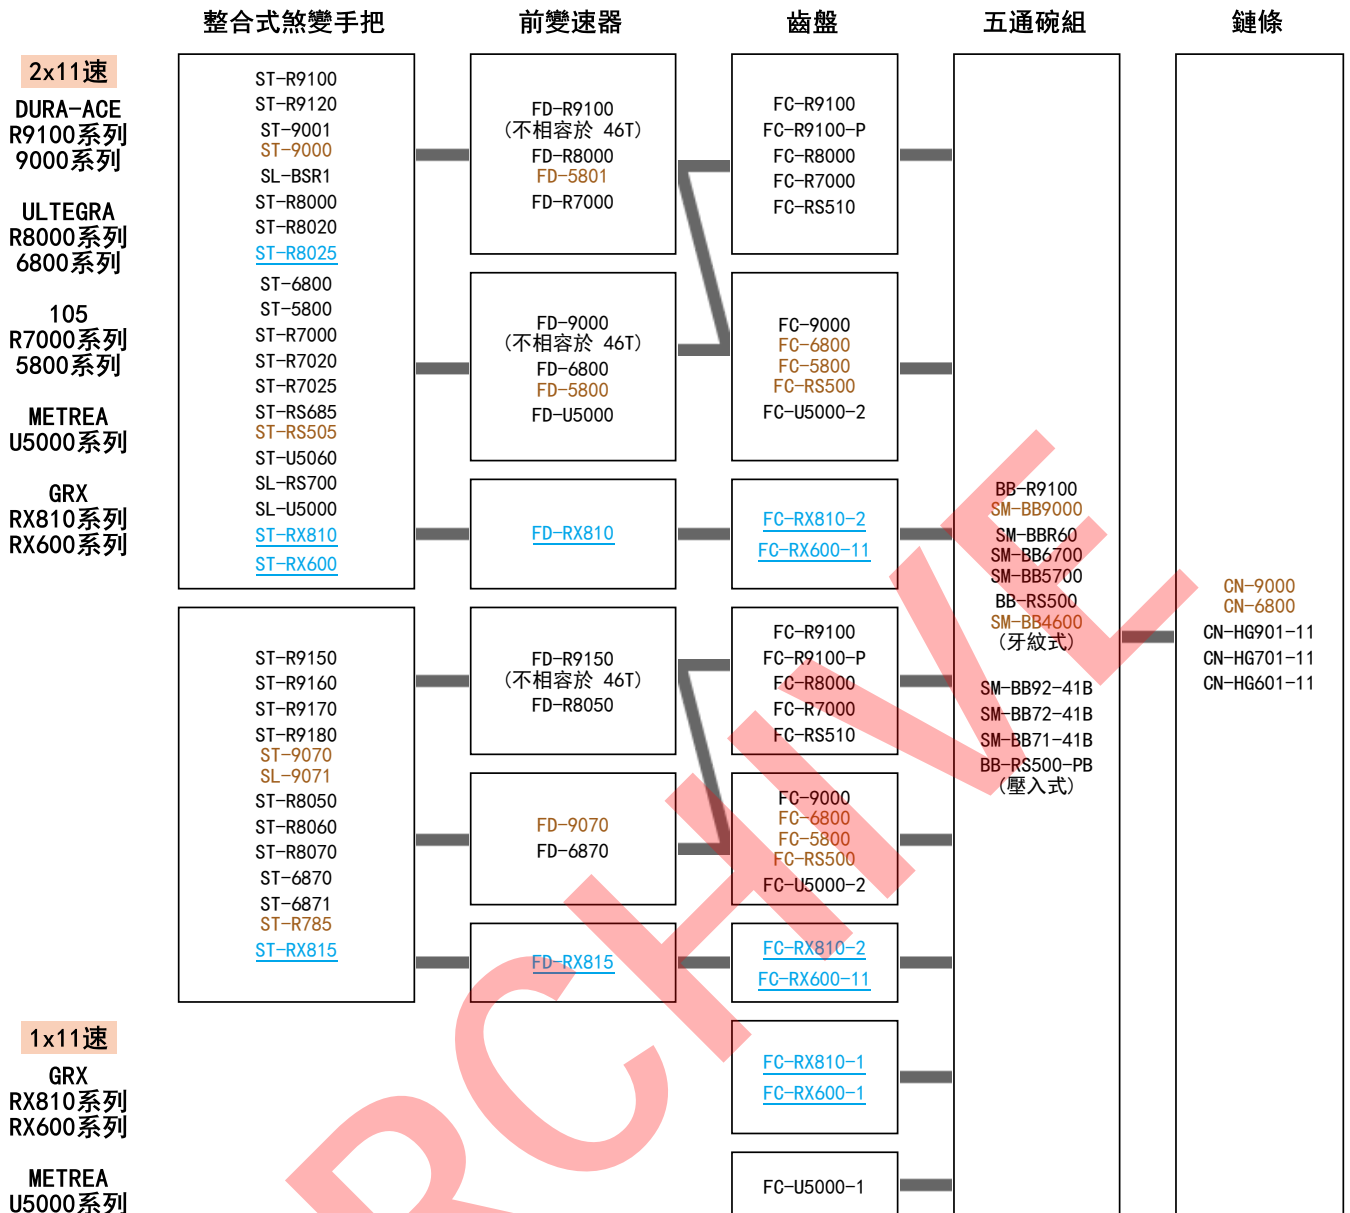 整合式煞變手把
前變速器
齒盤
五通碗組
鏈條
2x11速
DURA-ACE
R9100系列
9000系列
ULTEGRA
R8000系列
6800系列
105
R7000系列
5800系列
METREA
U5000系列
GRX
RX810系列
RX600系列
ST-R9100
ST-R9120
ST-9001
ST-9000
SL-BSR1
ST-R8000
ST-R8020
ST-R8025
ST-6800
ST-5800
ST-R7000
ST-R7020
ST-R7025
ST-RS685
ST-RS505
ST-U5060
SL-RS700
SL-U5000
ST-RX810
ST-RX600
FD-R9100
(不相容於 46T)
FD-R8000
FD-5801
FD-R7000
FD-9000
(不相容於 46T)
FD-6800
FD-5800
FD-U5000
FD-RX810
FC-R9100
FC-R9100-P
FC-R8000
FC-R7000
FC-RS510
FC-9000
FC-6800
FC-5800
FC-RS500
FC-U5000-2
FC-RX810-2
FC-RX600-11
ST-R9150
ST-R9160
ST-R9170
ST-R9180
ST-9070
SL-9071
ST-R8050
ST-R8060
ST-R8070
ST-6870
ST-6871
ST-R785
ST-RX815
FD-R9150
(不相容於 46T)
FD-R8050
FD-9070
FD-6870
FD-RX815
FC-R9100
FC-R9100-P
FC-R8000
FC-R7000
FC-RS510
FC-9000
FC-6800
FC-5800
FC-RS500
FC-U5000-2
FC-RX810-2
FC-RX600-11
BB-R9100
SM-BB9000
SM-BBR60
SM-BB6700
SM-BB5700
BB-RS500
SM-BB4600
(牙紋式)
SM-BB92-41B
SM-BB72-41B
SM-BB71-41B
BB-RS500-PB
(壓入式)
CN-9000
CN-6800
CN-HG901-11
CN-HG701-11
CN-HG601-11
1x11速
GRX
RX810系列
RX600系列
FC-RX810-1
FC-RX600-1
METREA
U5000系列
FC-U5000-1
RCHIVE